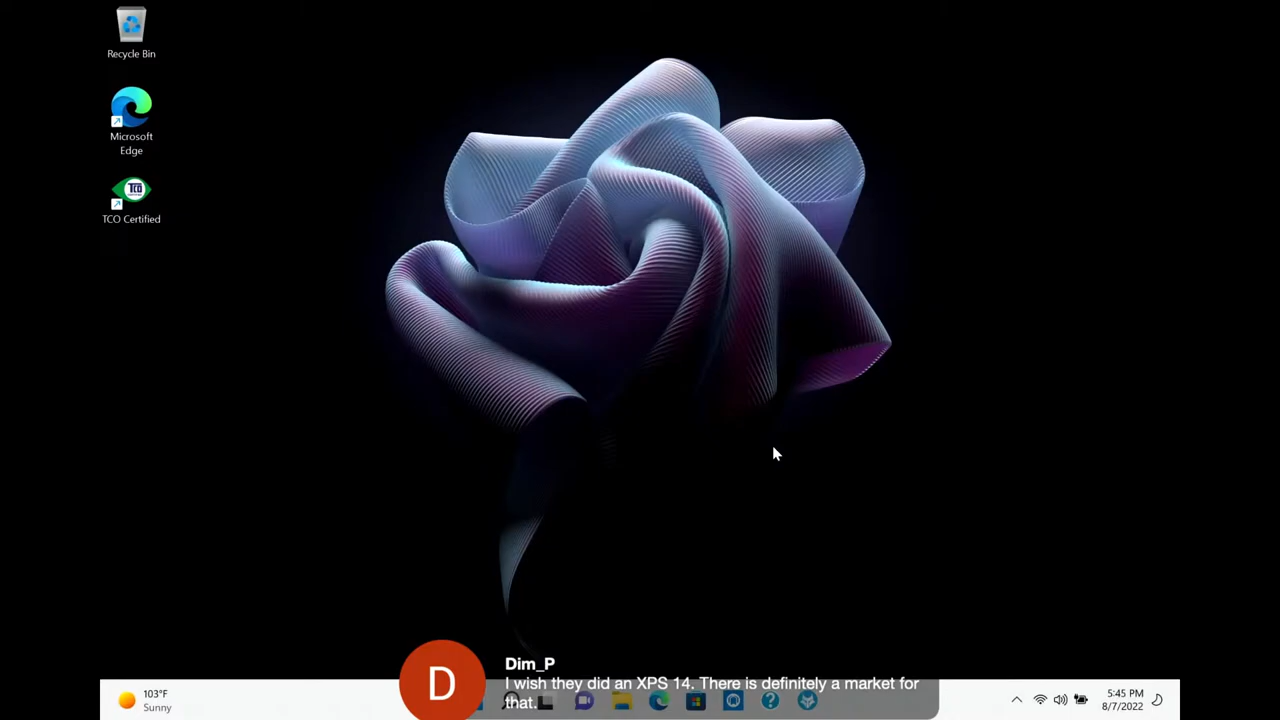 Recycle Bin
Microsoft
Edge
TCO
TCO Certified
Dim_P
D
I wish they did an XPS 14. There is definitely a market for
that.
103°F
Sunny
5:45 PM
8/7/2022